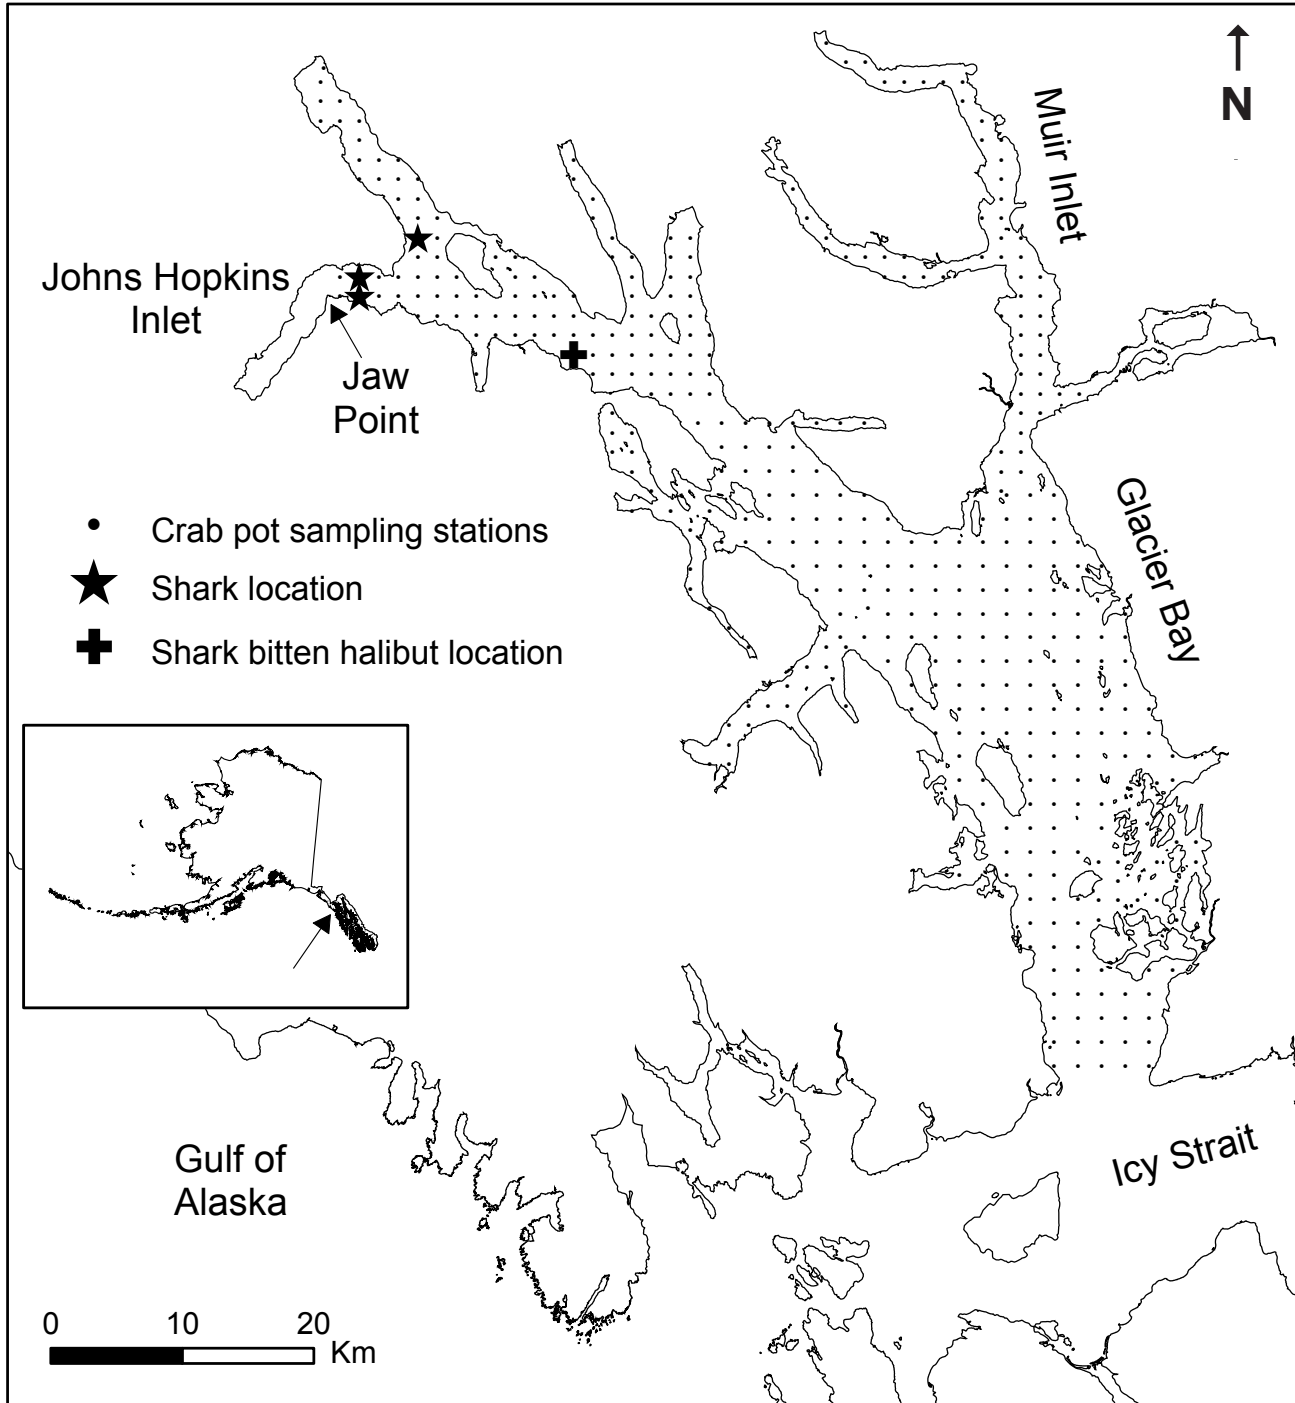 N
Muir Inlet
Johns Hopkins
Inlet
Jaw
Point
Glacier Bay
Crab pot sampling stations
Shark location
Shark bitten halibut location
Gulf of
Alaska
Icy Strait
0 10 20
Km